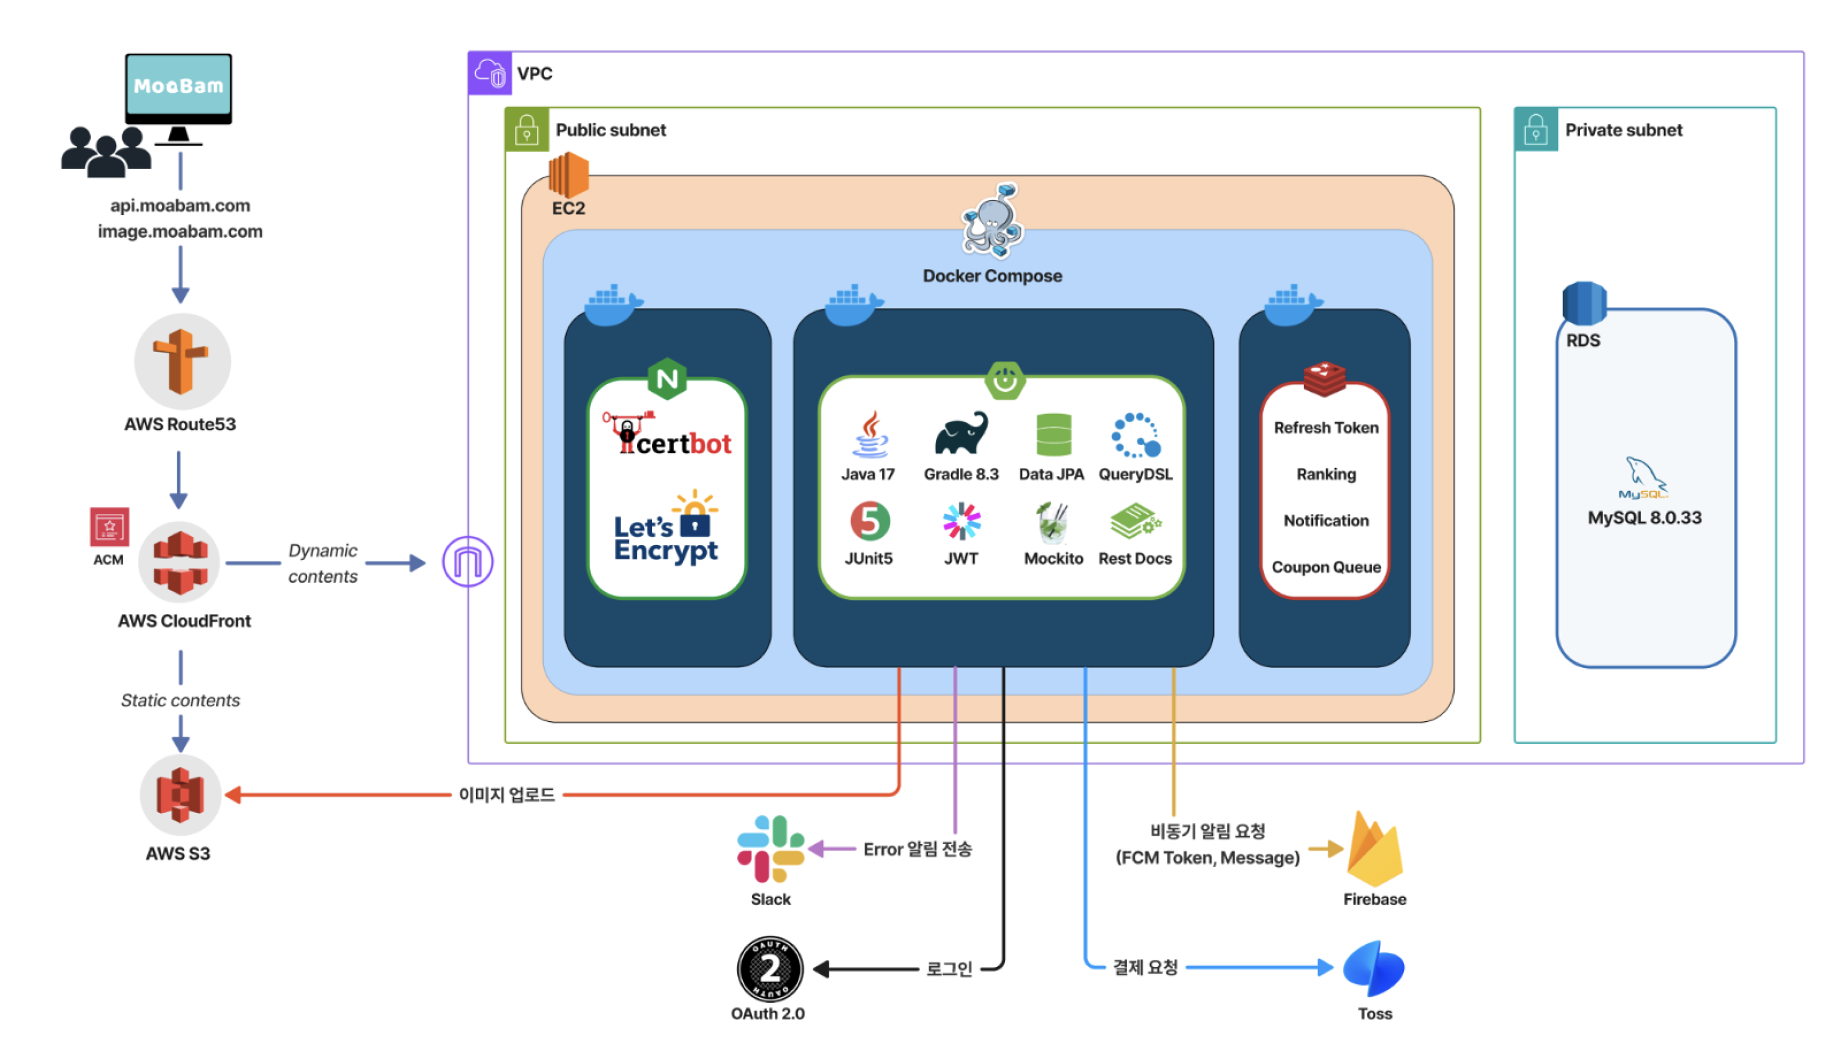 MoaBam
api.moabam.com
image.moabam.com
AWS Route53
ACM
AWS CloudFront
Dynamic
contents
Static contents
AWS S3
VPC
Public subnet
EC2
Docker Compose
N
certbot
Let's
Encrypt
Java 17
Gradle 8.3
Data JPA
QueryDSL
5
JUnit5
JWT
Mockito
Rest Docs
Refresh Token
Ranking
Notification
Coupon Queue
Private subnet
RDS
MySQL
MySQL 8.0.33
이미지 업로드
Error 알림 전송
Slack
비동기 알림 요청
(FCM Token, Message)
Firebase
OAUTH
2
OAUTH
로그인
OAuth 2.0
결제 요청
Toss